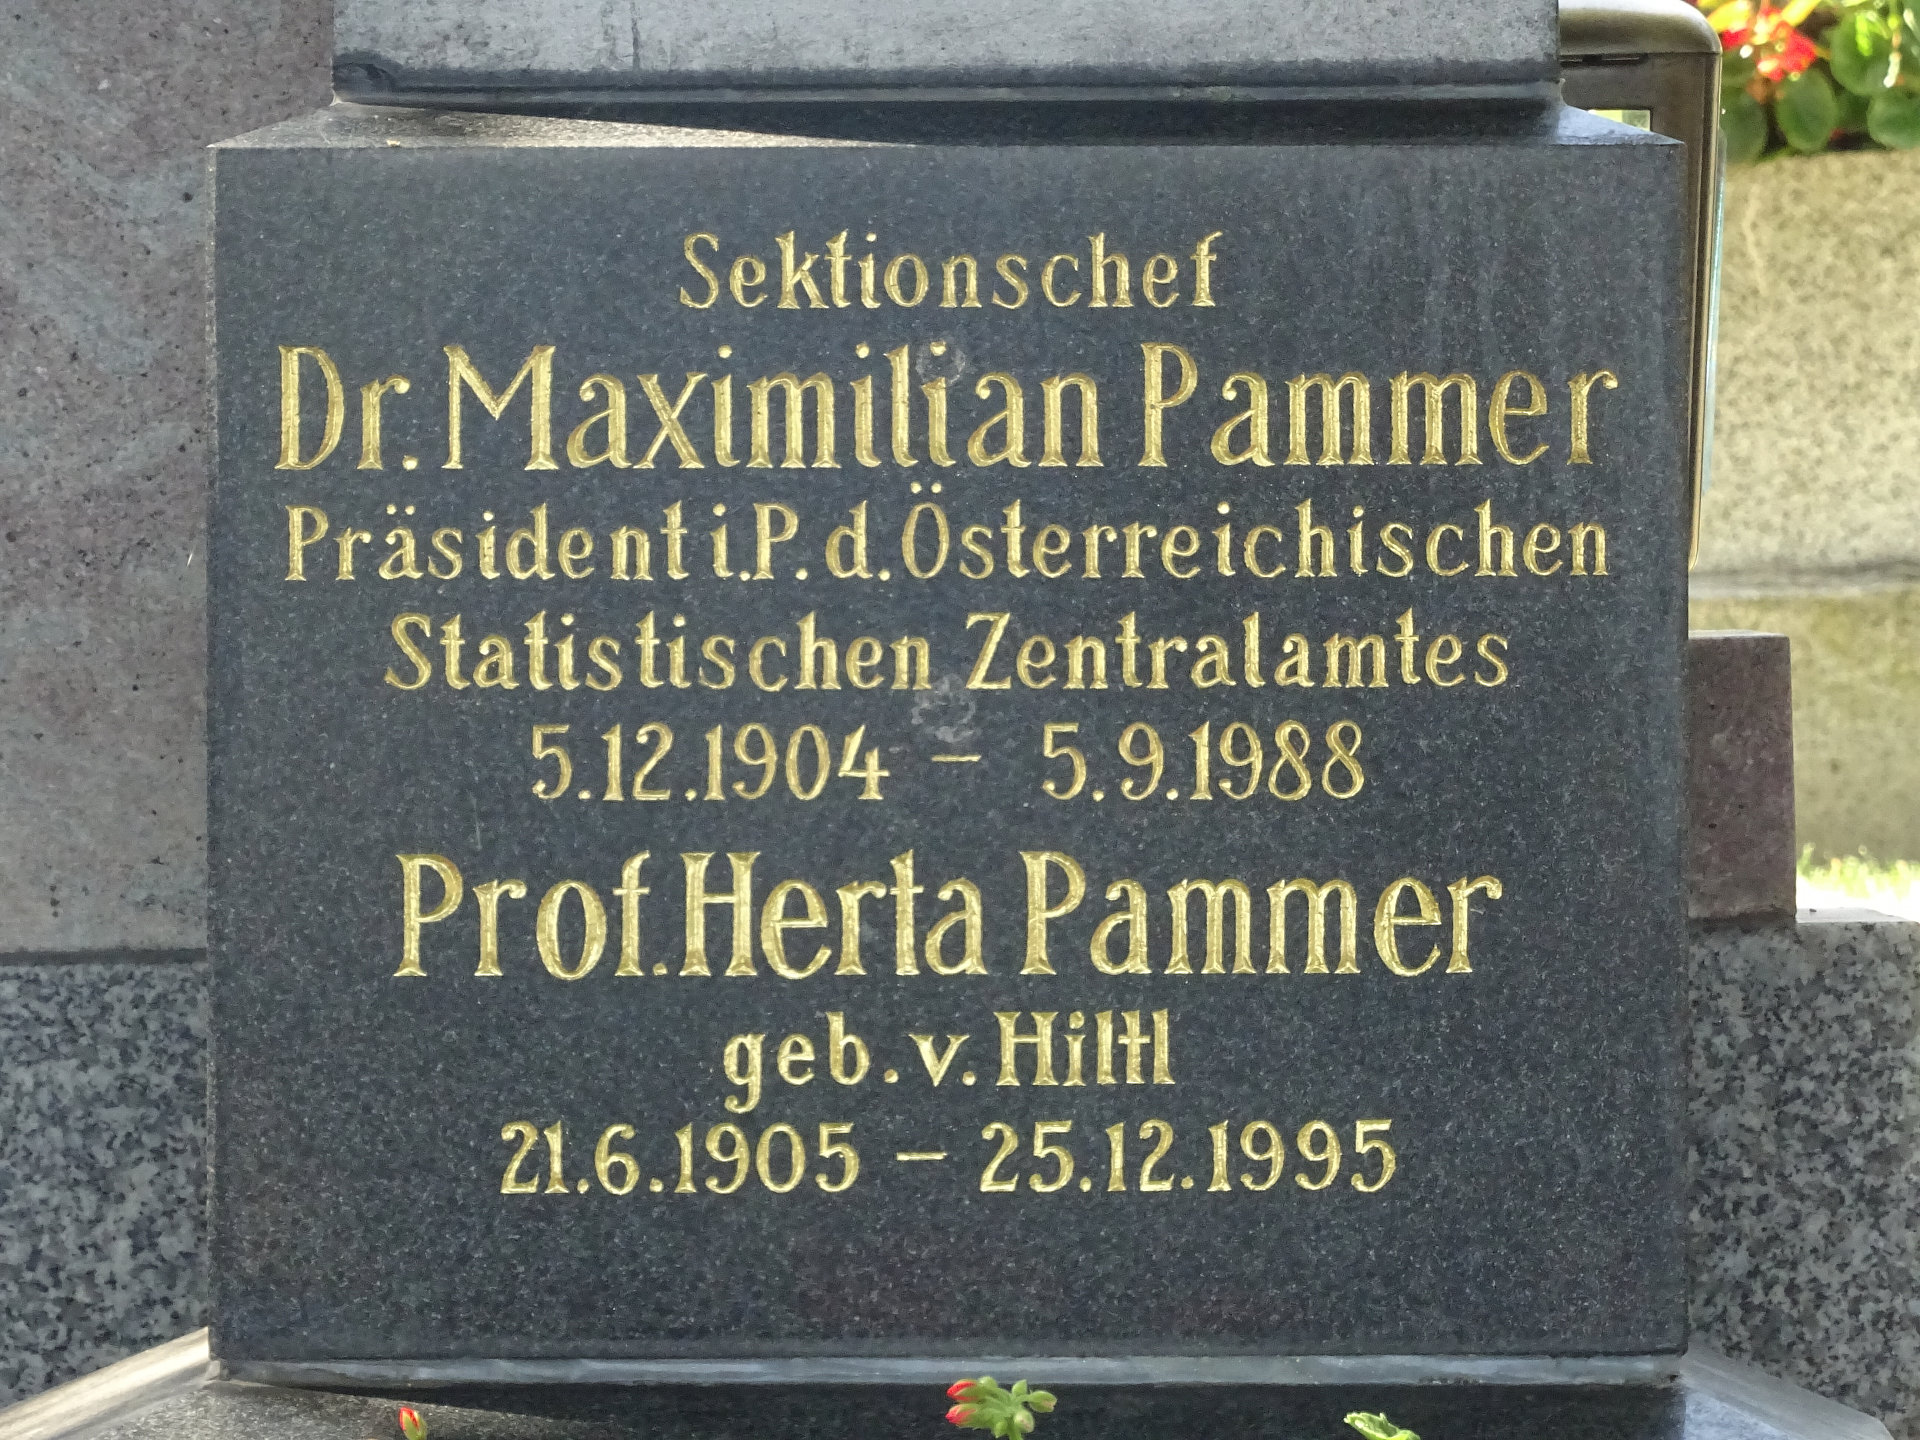 Sektionschef
Dr. Maximilian Pammer
Präsident i.P. d. Österreichischen
Statistischen Zentralamtes
5.12.1904 – 5.9.1988
Prof. Herta Pammer
geb. v. Hiltl
21.6.1905 – 25.12.1995